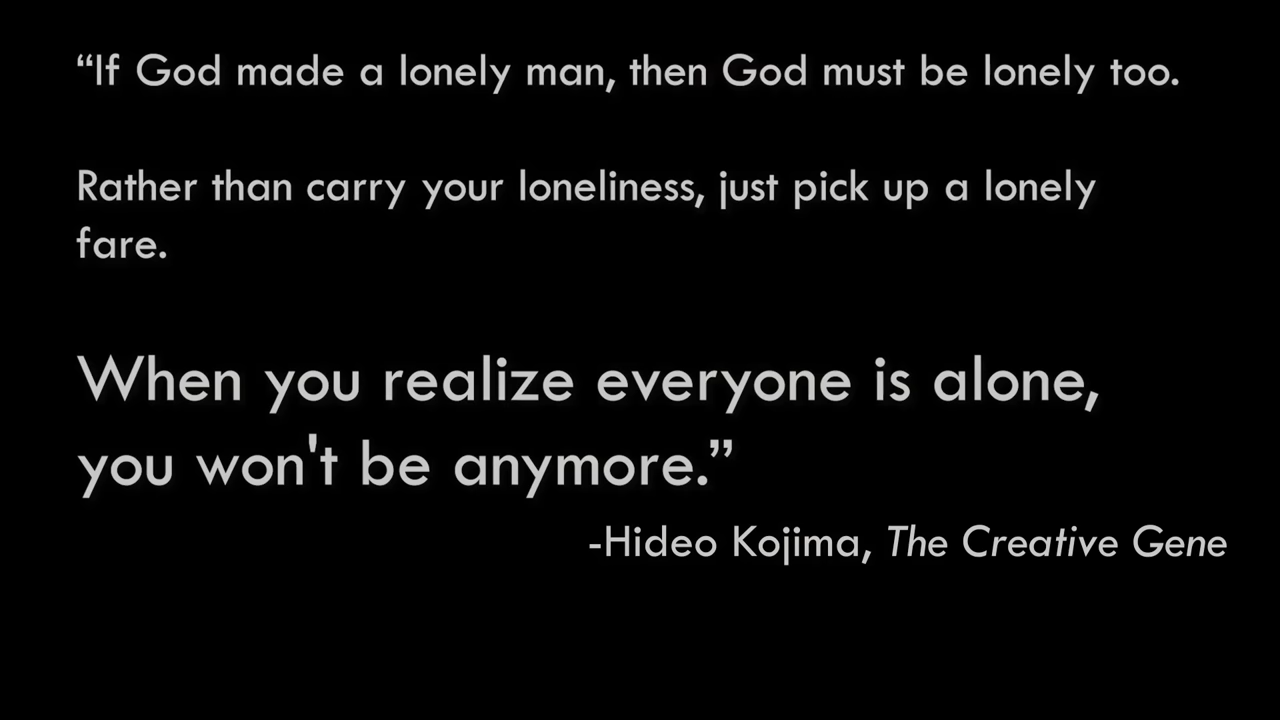 “If God made a lonely man, then God must be lonely too.
Rather than carry your loneliness, just pick up a lonely
fare.
When you realize everyone is alone,
you won't be anymore.”
-Hideo Kojima, The Creative Gene